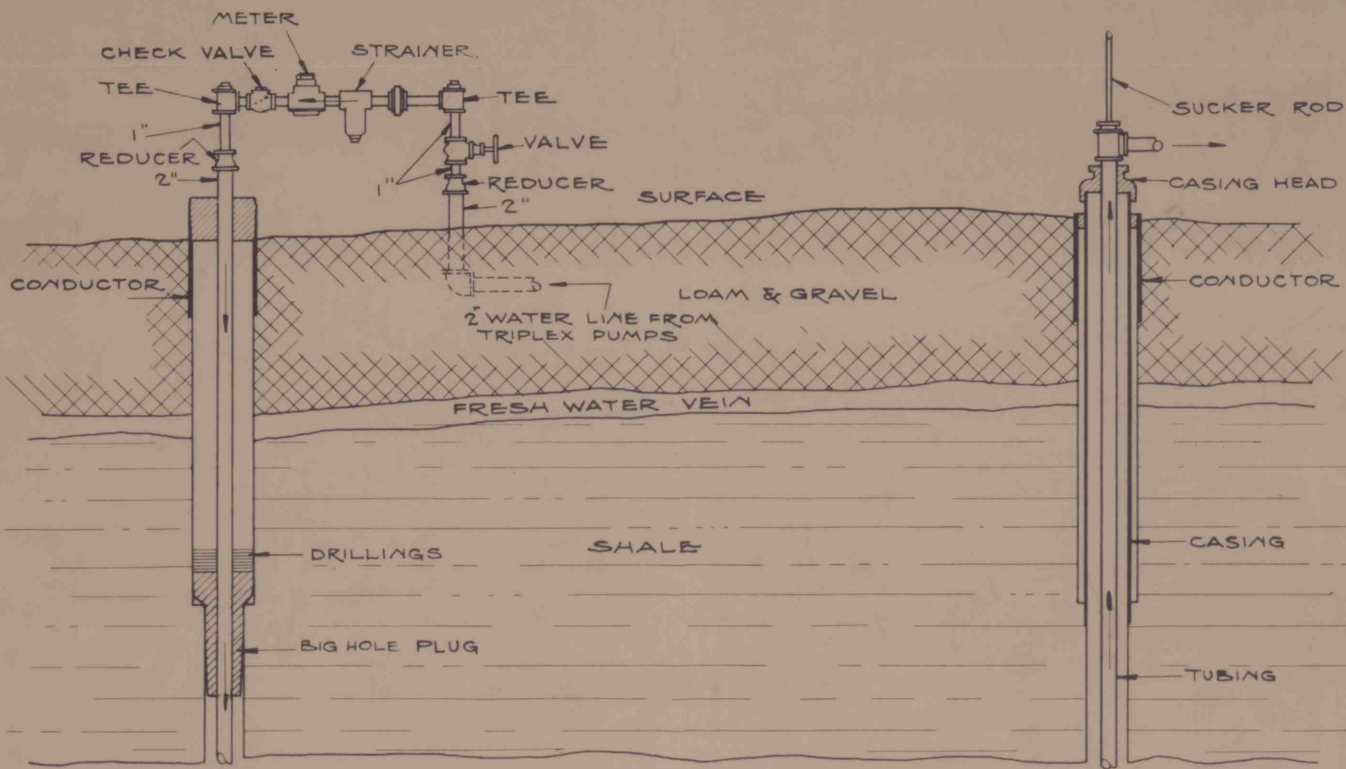 METER
CHECK VALVE
STRAINER.
TEE
TEE
SUCKER ROD
1"
VALVE
REDUCER
2"
1"
REDUCER
CASING HEAD
2"
SURFACE
CONDUCTOR
LOAM & GRAVEL
CONDUCTOR
2" WATER LINE FROM
TRIPLEX PUMPS
FRESH WATER VEIN
DRILLINGS
SHALE
CASING
BIG HOLE PLUG
TUBING